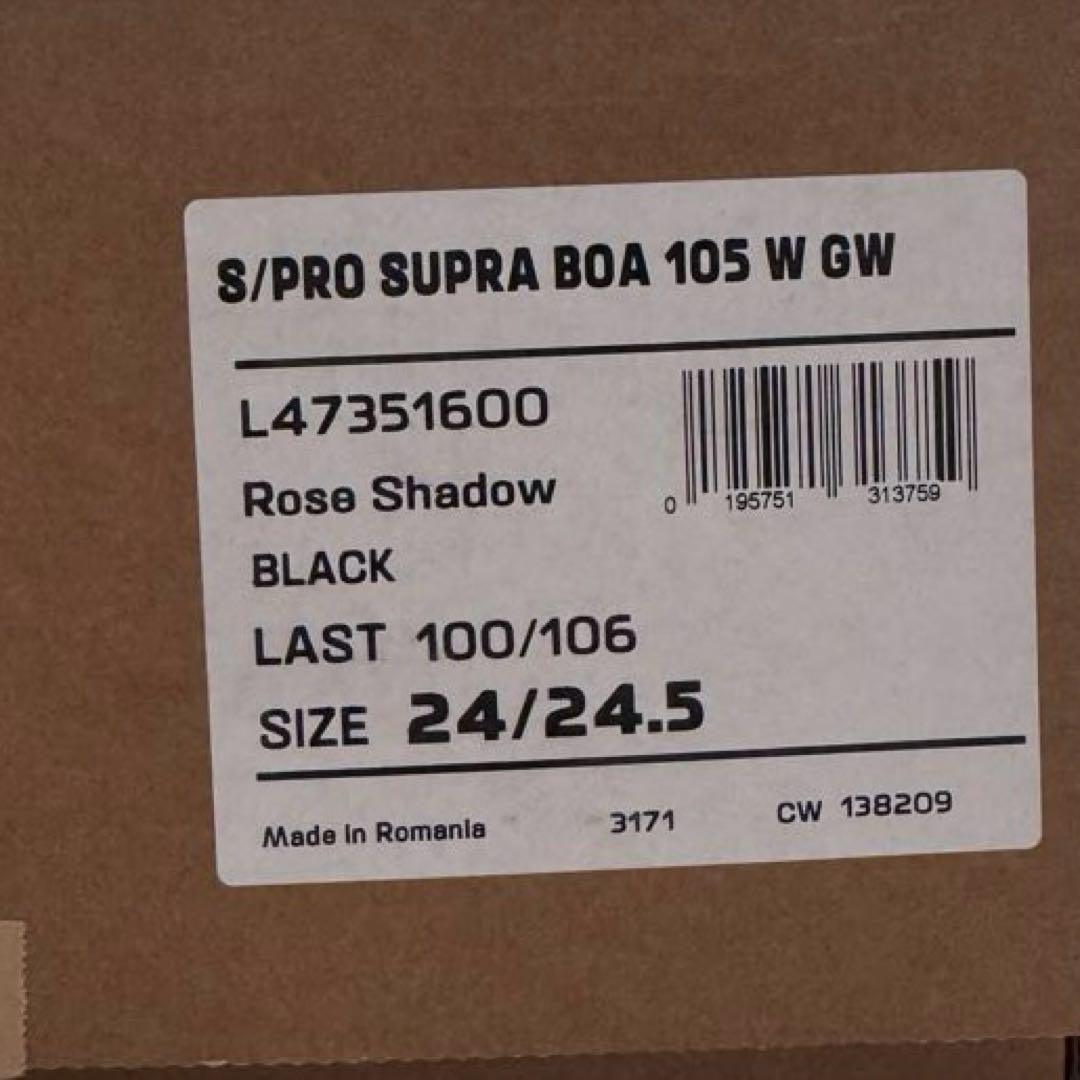 S/PRO SUPRA BOA 105 W GW
L47351600
Rose Shadow
0 195751 313759
BLACK
LAST 100/106
SIZE 24/24.5
Made in Romania 3171 CW 138209